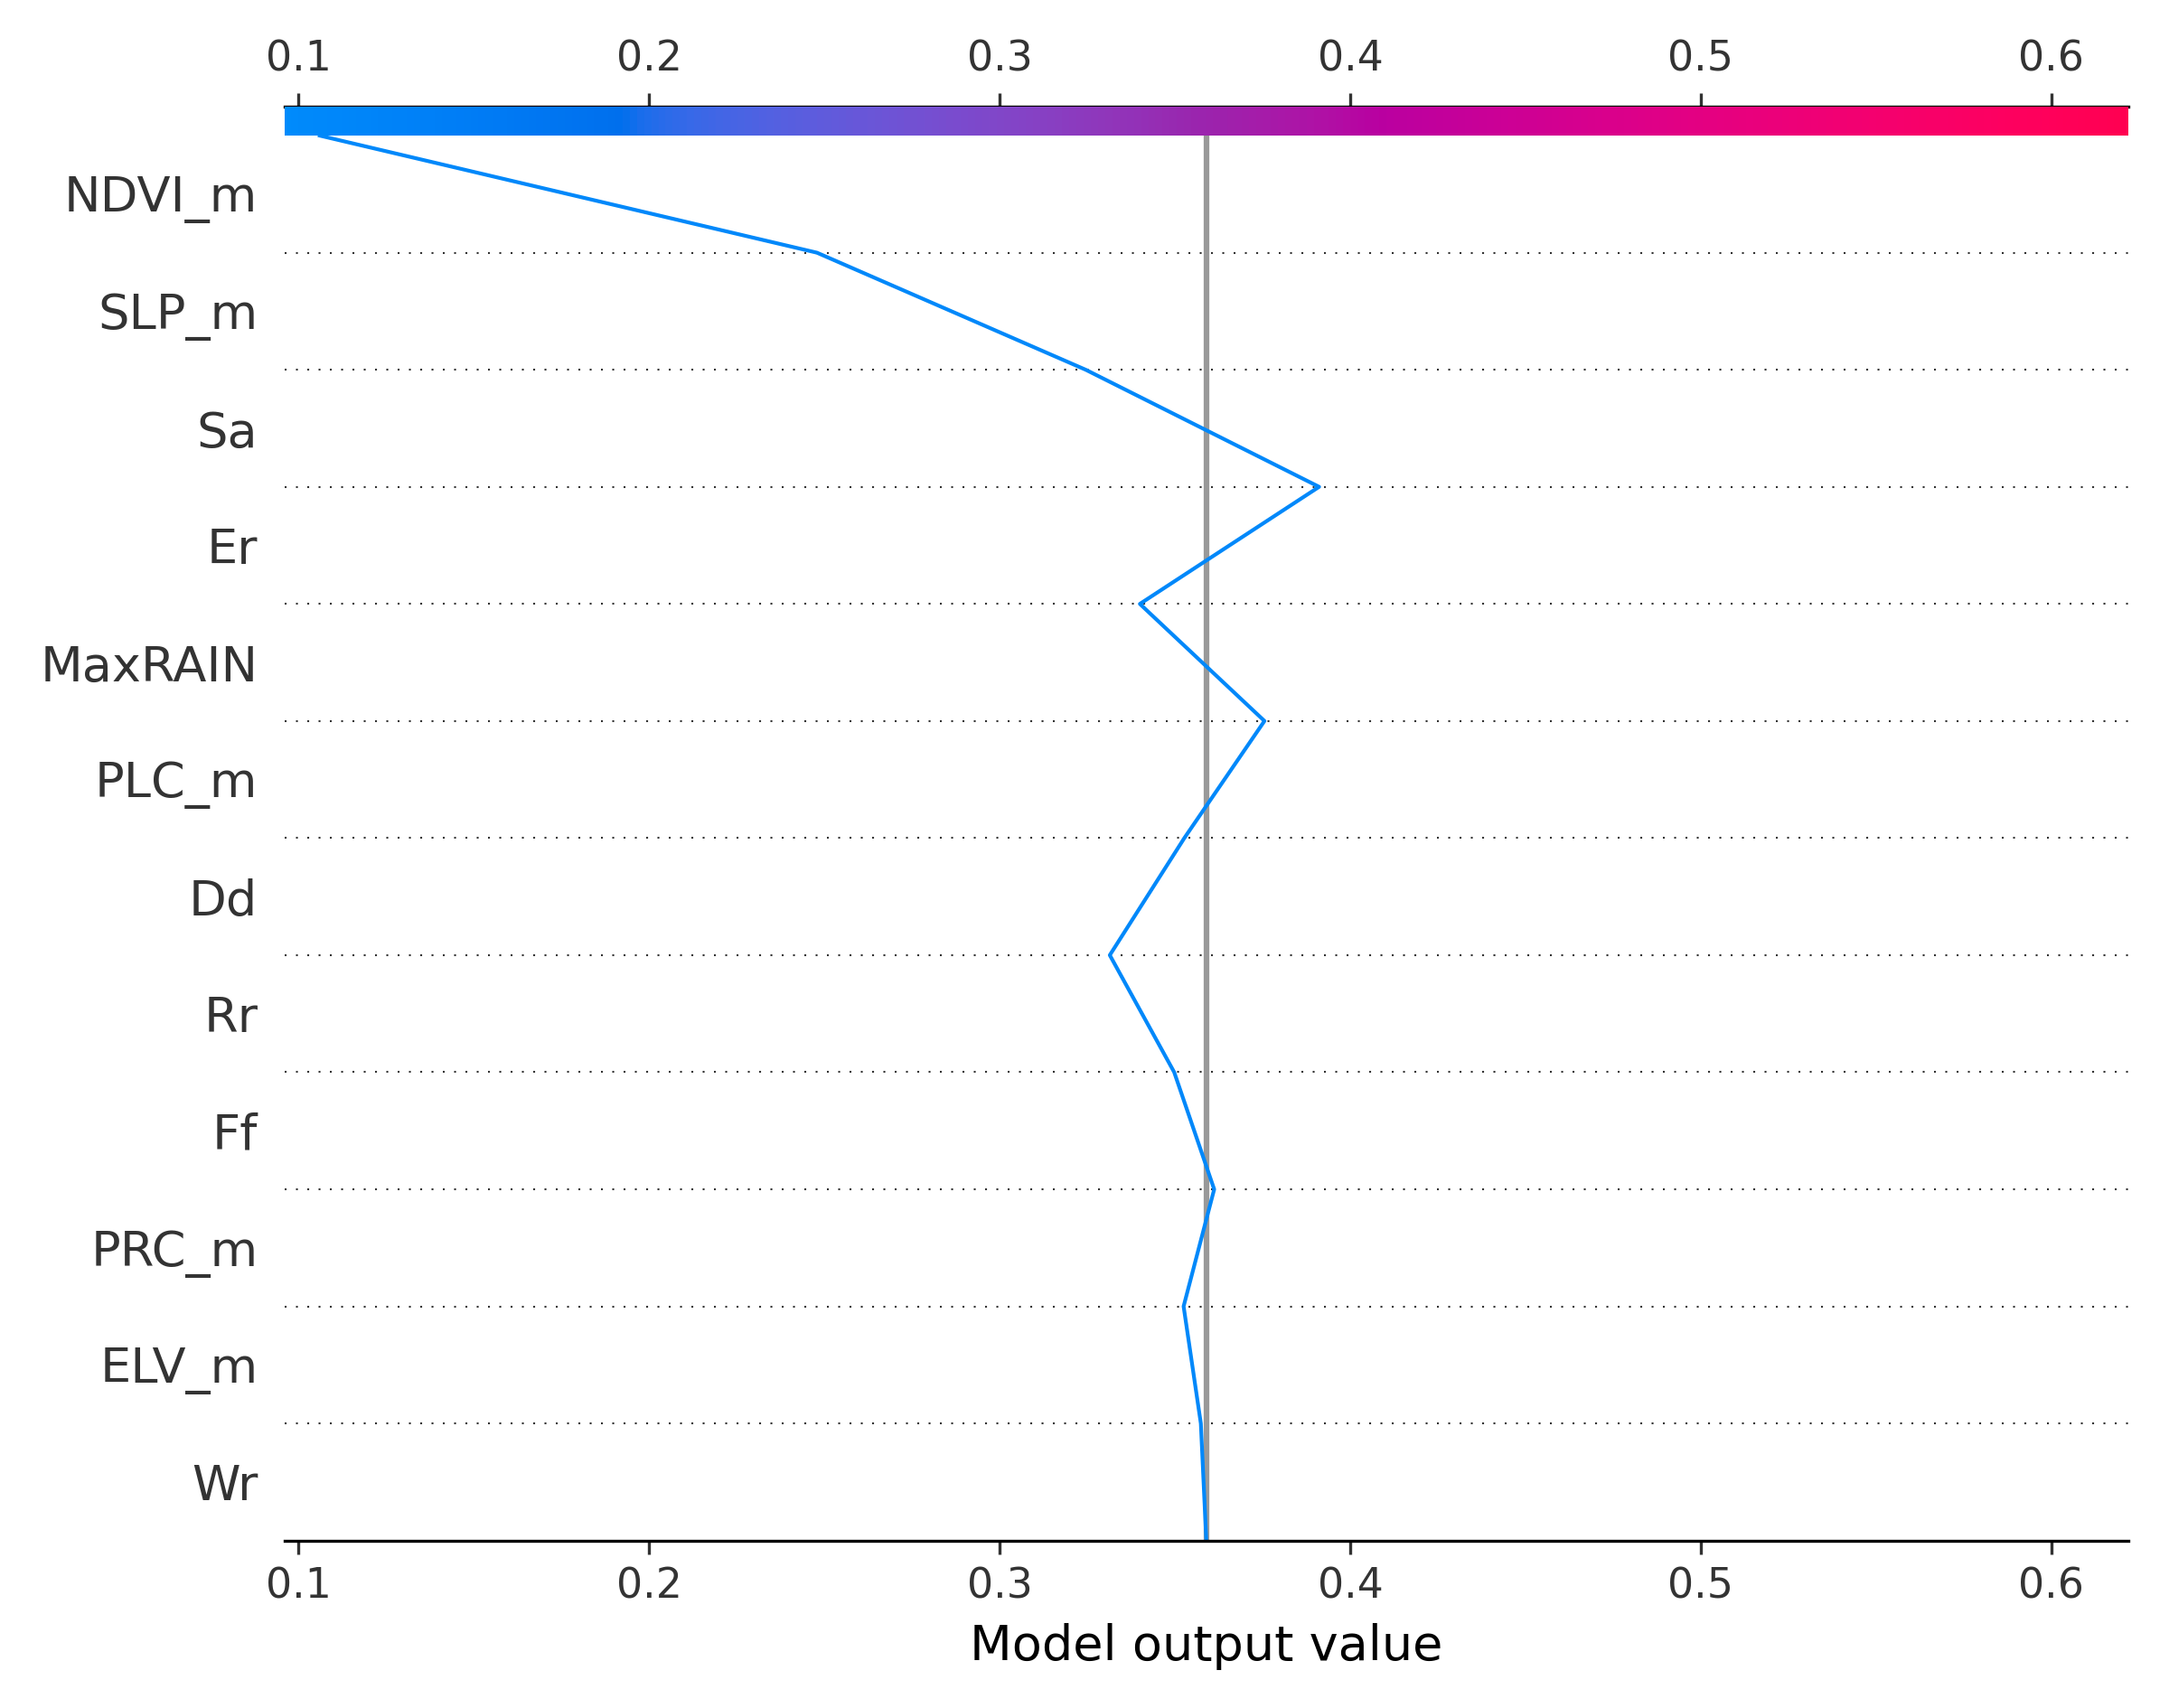 0.1 0.2 0.3 0.4 0.5 0.6
NDVI_m
SLP_m
Sa
Er
MaxRAIN
PLC_m
Dd
Rr
Ff
PRC_m
ELV_m
Wr
0.1 0.2 0.3 0.4 0.5 0.6
Model output value